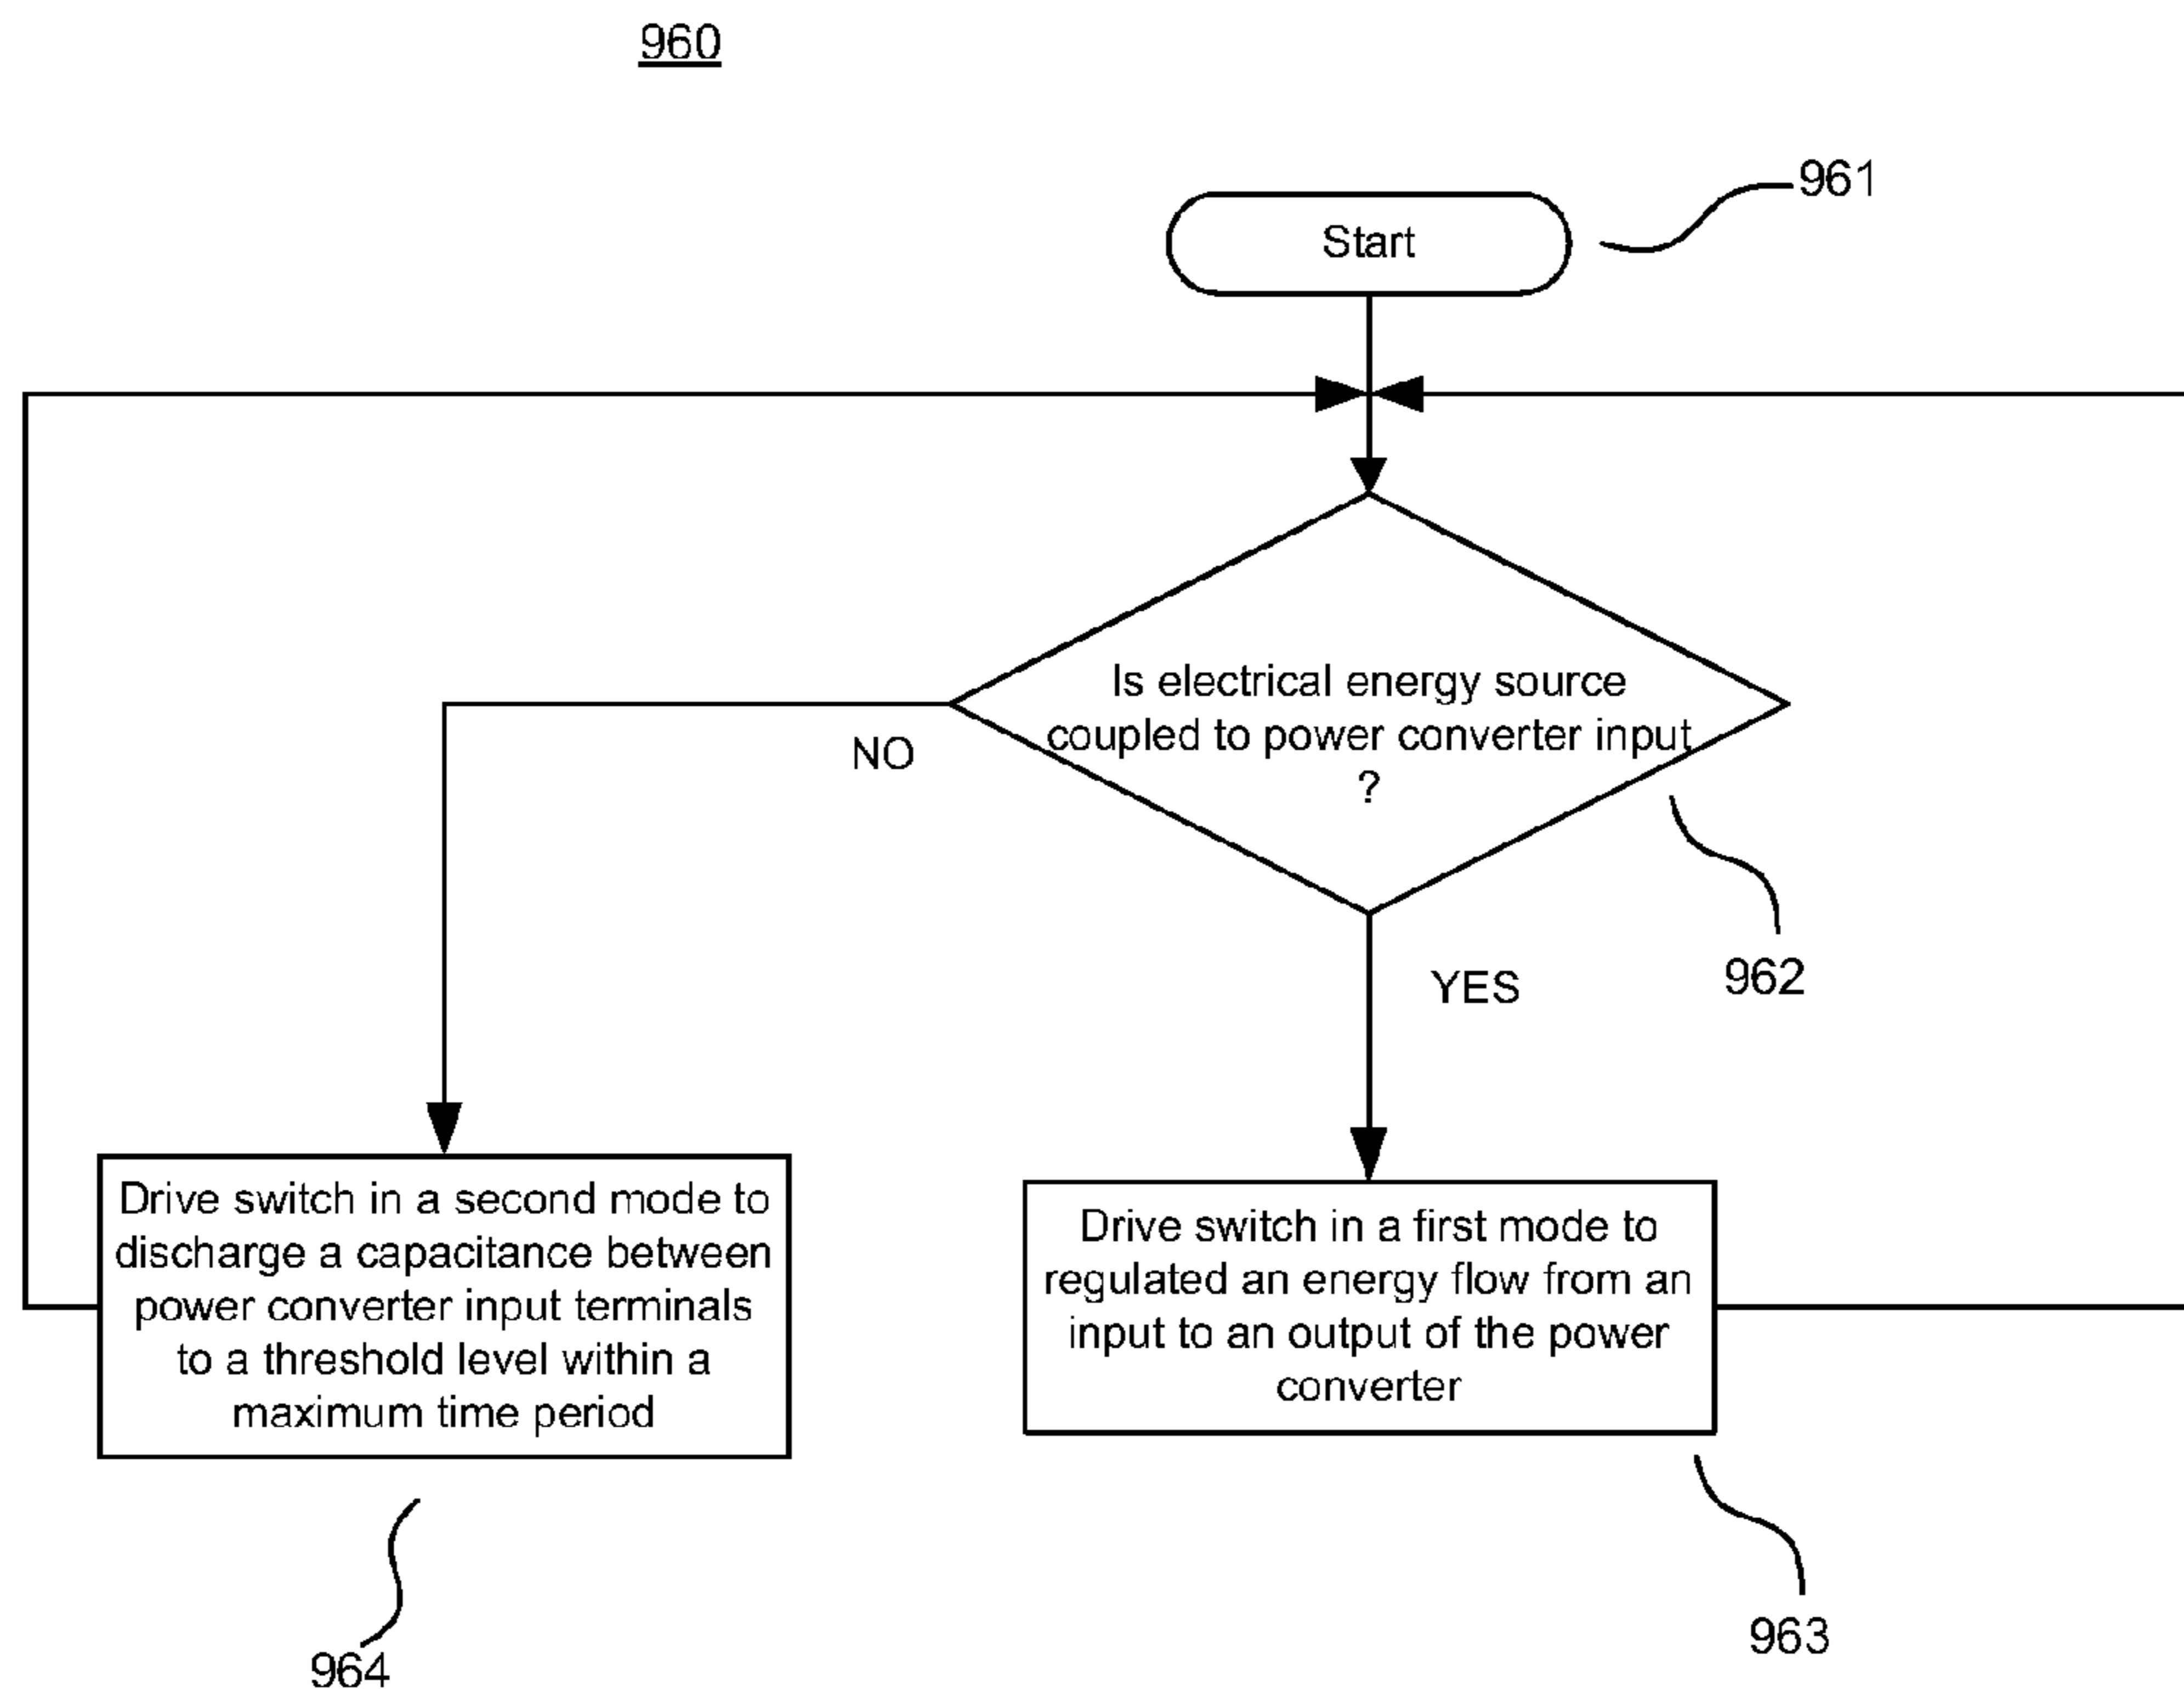 960
961
Start
Is electrical energy source
coupled to power converter input
?
NO
YES
962
Drive switch in a second mode to
discharge a capacitance between
power converter input terminals
to a threshold level within a
maximum time period
Drive switch in a first mode to
regulated an energy flow from an
input to an output of the power
converter
963
964